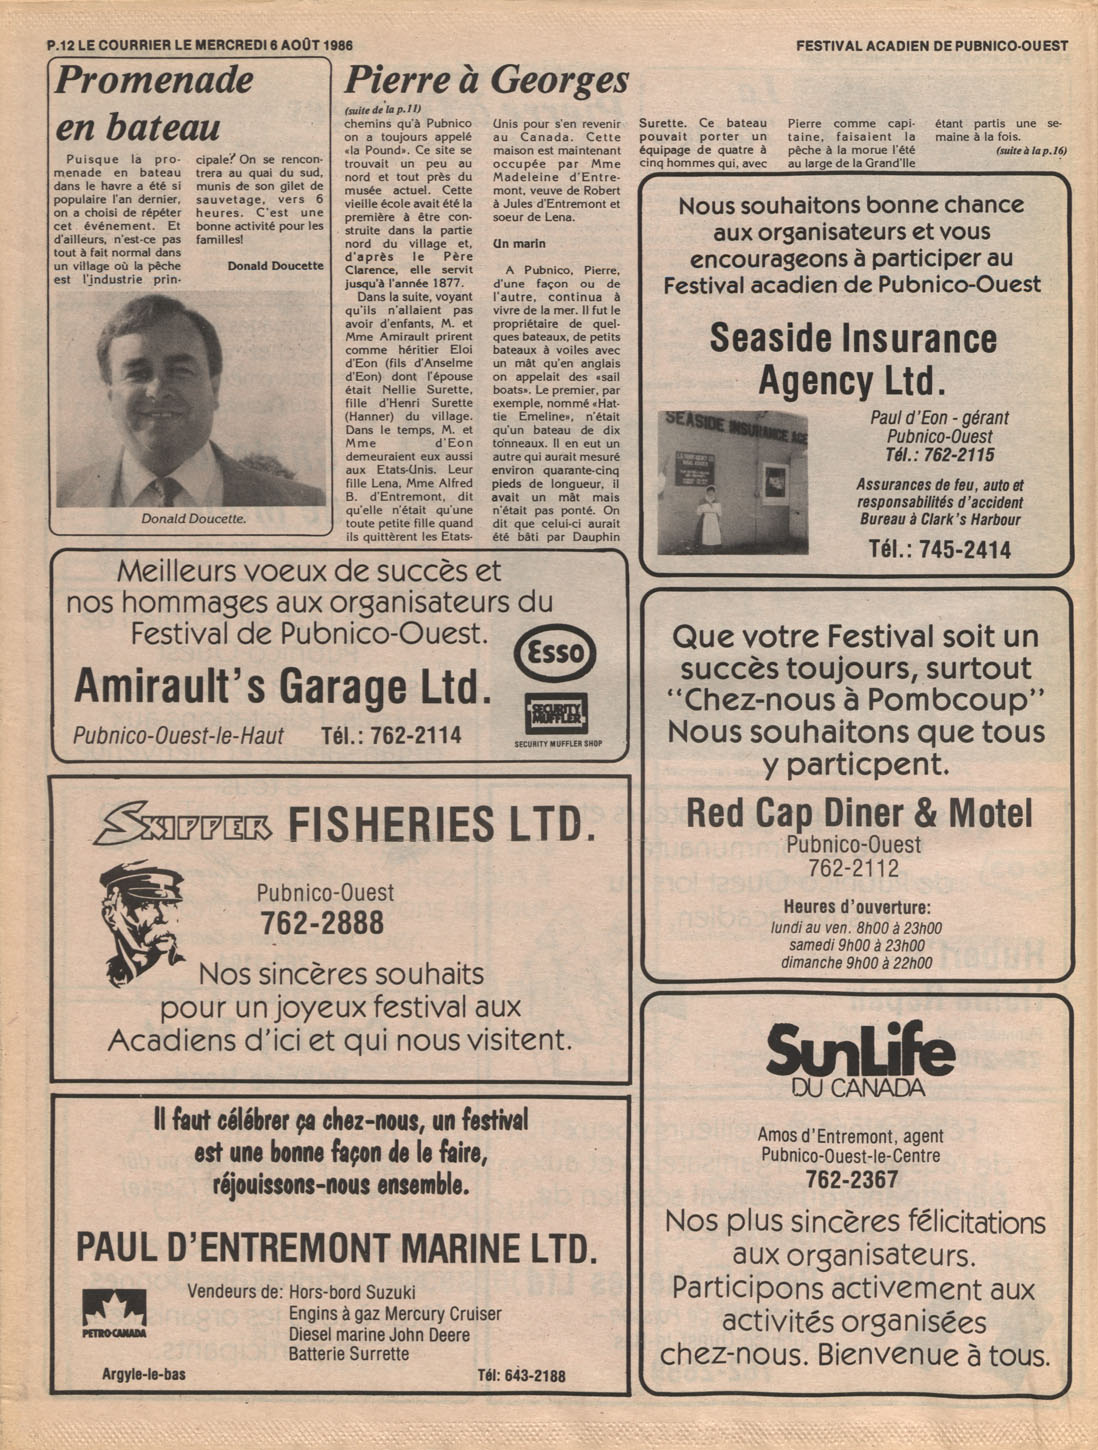 P.12 LE COURRIER LE MERCREDI 6 AOÛT 1986
FESTIVAL ACADIEN DE PUBNICO-OUEST
Promenade
en bateau
Puisque la pro-
menade en bateau
dans le havre a été si
populaire l'an dernier,
on a choisi de répéter
cet événement. Et
d'ailleurs, n'est-ce pas
tout à fait normal dans
un village où la pêche
est l'industrie prin-
cipale? On se rencon-
trera au quai du sud,
munis de son gilet de
sauvetage, vers 6
heures. C'est une
bonne activité pour les
familles!
Donald Doucette
Donald Doucette.
Pierre à Georges
(suite de la p.11)
chemins qu'à Pubnico
on a toujours appelé
«la Pound». Ce site se
trouvait un peu au
nord et tout près du
musée actuel. Cette
vieille école avait été la
première à être con-
struite dans la partie
nord du village et,
d'après le Père
Clarence, elle servit
jusqu'à l'année 1877.
Dans la suite, voyant
qu'ils n'allaient pas
avoir d'enfants, M. et
Mme Amirault prirent
comme héritier Eloi
d'Eon (fils d'Anselme
d'Eon) dont l'épouse
était Nellie Surette,
fille d'Henri Surette
(Hanner) du village.
Dans le temps, M. et
Mme d'Eon
demeuraient eux aussi
aux Etats-Unis. Leur
fille Lena, Mme Alfred
B. d'Entremont, dit
qu'elle n'était qu'une
toute petite fille quand
ils quittèrent les Etats-
Unis pour s'en revenir
au Canada. Cette
maison est maintenant
occupée par Mme
Madeleine d'Entre-
mont, veuve de Robert
à Jules d'Entremont et
soeur de Lena.
Un marin
A Pubnico, Pierre,
d'une façon ou de
l'autre, continua à
vivre de la mer. Il fut le
propriétaire de quel-
ques bateaux, de petits
bateaux à voiles avec
un mât qu'en anglais
on appelait des «sail
boats». Le premier, par
exemple, nommé «Hat-
tie Emeline», n'était
qu'un bateau de dix
tonneaux. Il en eut un
autre qui aurait mesuré
environ quarante-cinq
pieds de longueur, il
avait un mât mais
n'était pas ponté. On
dit que celui-ci aurait
été bâti par Dauphin
Surette. Ce bateau
pouvait porter un
équipage de quatre à
cinq hommes qui, avec
Pierre comme capi-
taine, faisaient la
pêche à la morue l'été
au large de la Grand'Ile
étant partis une se-
maine à la fois.
(suite à la p.16)
Nous souhaitons bonne chance
aux organisateurs et vous
encourageons à participer au
Festival acadien de Pubnico-Ouest
Seaside Insurance
Agency Ltd.
SEASIDE INSURANCE AGE
Paul d'Eon - gérant
Pubnico-Ouest
Tél.: 762-2115
Assurances de feu, auto et
responsabilités d'accident
Bureau à Clark's Harbour
Tél.: 745-2414
Meilleurs voeux de succès et
nos hommages aux organisateurs du
Festival de Pubnico-Ouest.
Amirault's Garage Ltd.
Pubnico-Ouest-le-Haut Tél.: 762-2114
Esso
SECURITY
MUFFLER
SECURITY MUFFLER SHOP
Que votre Festival soit un
succès toujours, surtout
"Chez-nous à Pombcoup"
Nous souhaitons que tous
y particpent.
Red Cap Diner & Motel
Pubnico-Ouest
762-2112
Heures d'ouverture:
lundi au ven. 8h00 à 23h00
samedi 9h00 à 23h00
dimanche 9h00 à 22h00
SKIPPER FISHERIES LTD.
Pubnico-Ouest
762-2888
Nos sincères souhaits
pour un joyeux festival aux
Acadiens d'ici et qui nous visitent.
Il faut célébrer ça chez-nous, un festival
est une bonne façon de le faire,
réjouissons-nous ensemble.
PAUL D'ENTREMONT MARINE LTD.
Vendeurs de: Hors-bord Suzuki
Engins à gaz Mercury Cruiser
Diesel marine John Deere
Batterie Surrette
PETRO-CANADA
Argyle-le-bas
Tél: 643-2188
SunLife
DU CANADA
Amos d'Entremont, agent
Pubnico-Ouest-le-Centre
762-2367
Nos plus sincères félicitations
aux organisateurs.
Participons activement aux
activités organisées
chez-nous. Bienvenue à tous.